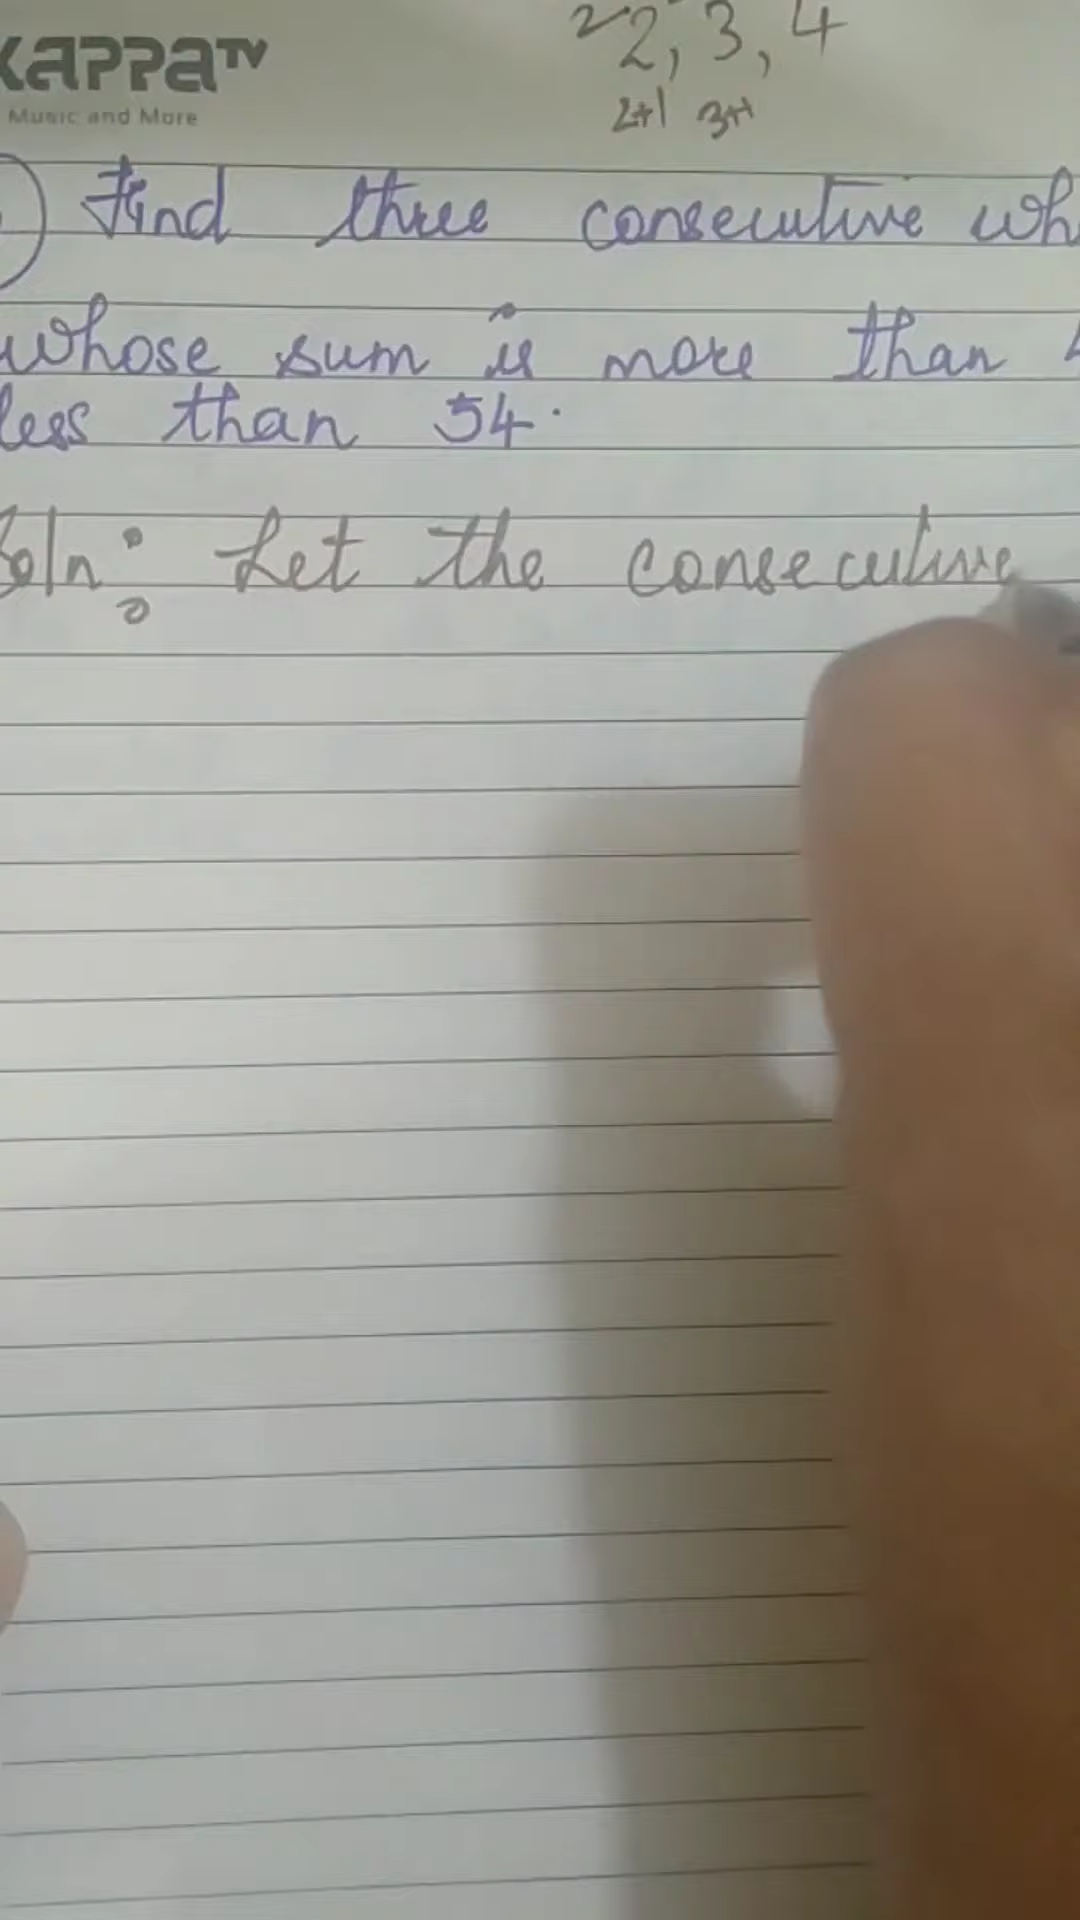 KAPPA TV
Music and More
2, 3, 4
2+1 3+1
Find three consecutive wh
whose sum is more than 4
less than 54.
Soln: Let the consecutive